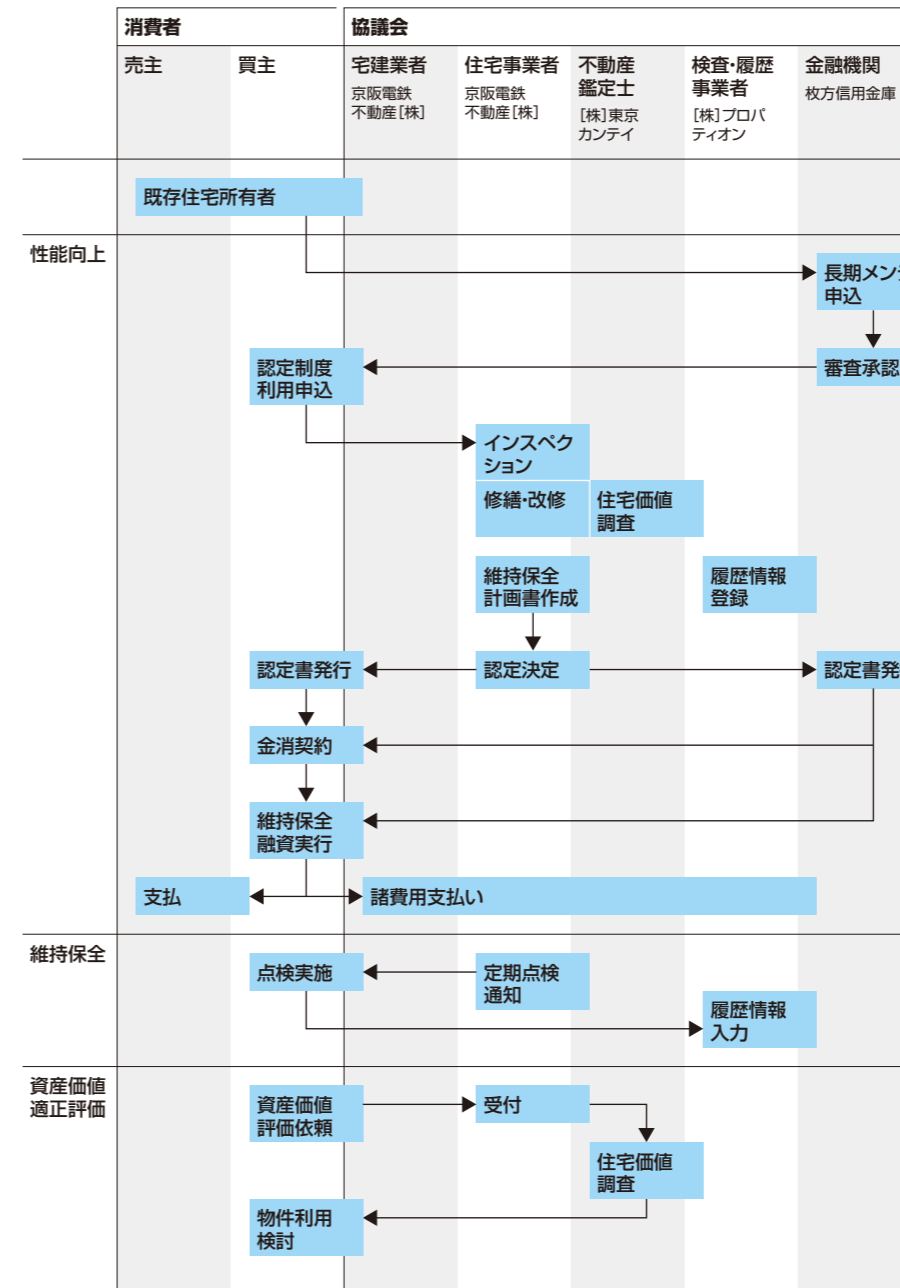 消費者
協議会
売主
買主
宅建業者
京阪電鉄
不動産[株]
住宅事業者
京阪電鉄
不動産[株]
不動産
鑑定士
[株]東京
カンテイ
検査・履歴
事業者
[株]プロパ
ティオン
金融機関
枚方信用金庫
既存住宅所有者
性能向上
長期メン
申込
審査承認
認定制度
利用申込
インスペク
ション
修繕・改修
住宅価値
調査
維持保全
計画書作成
履歴情報
登録
認定書発行
認定決定
認定書発
金消契約
維持保全
融資実行
支払
諸費用支払い
維持保全
点検実施
定期点検
通知
履歴情報
入力
資産価値
適正評価
資産価値
評価依頼
受付
住宅価値
調査
物件利用
検討